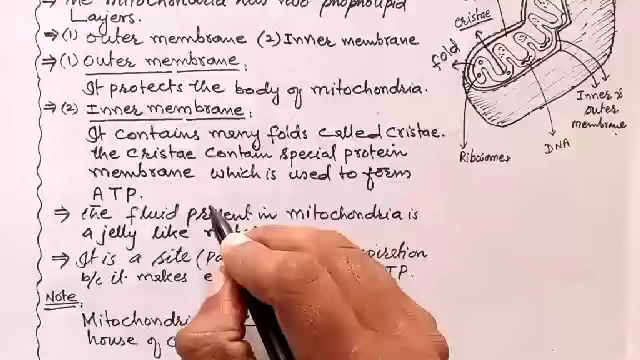 the mitochondria has two phopholipid
Layers.
⇒ (1) Outer membrane (2) Inner membrane
⇒ (1) Outer membrane:
It protects the body of mitochondria.
⇒ (2) Inner membrane:
It contains many folds called Cristae.
the Cristae contain special protein
membrane which is used to form
ATP.
⇒ the fluid present in mitochondria is
a jelly like
⇒ It is a site
b/c it makes TP.
Note:
Mitochondri
house of
Cristae
fold
Ribosomes
DNA
Inner &
outer
membrane